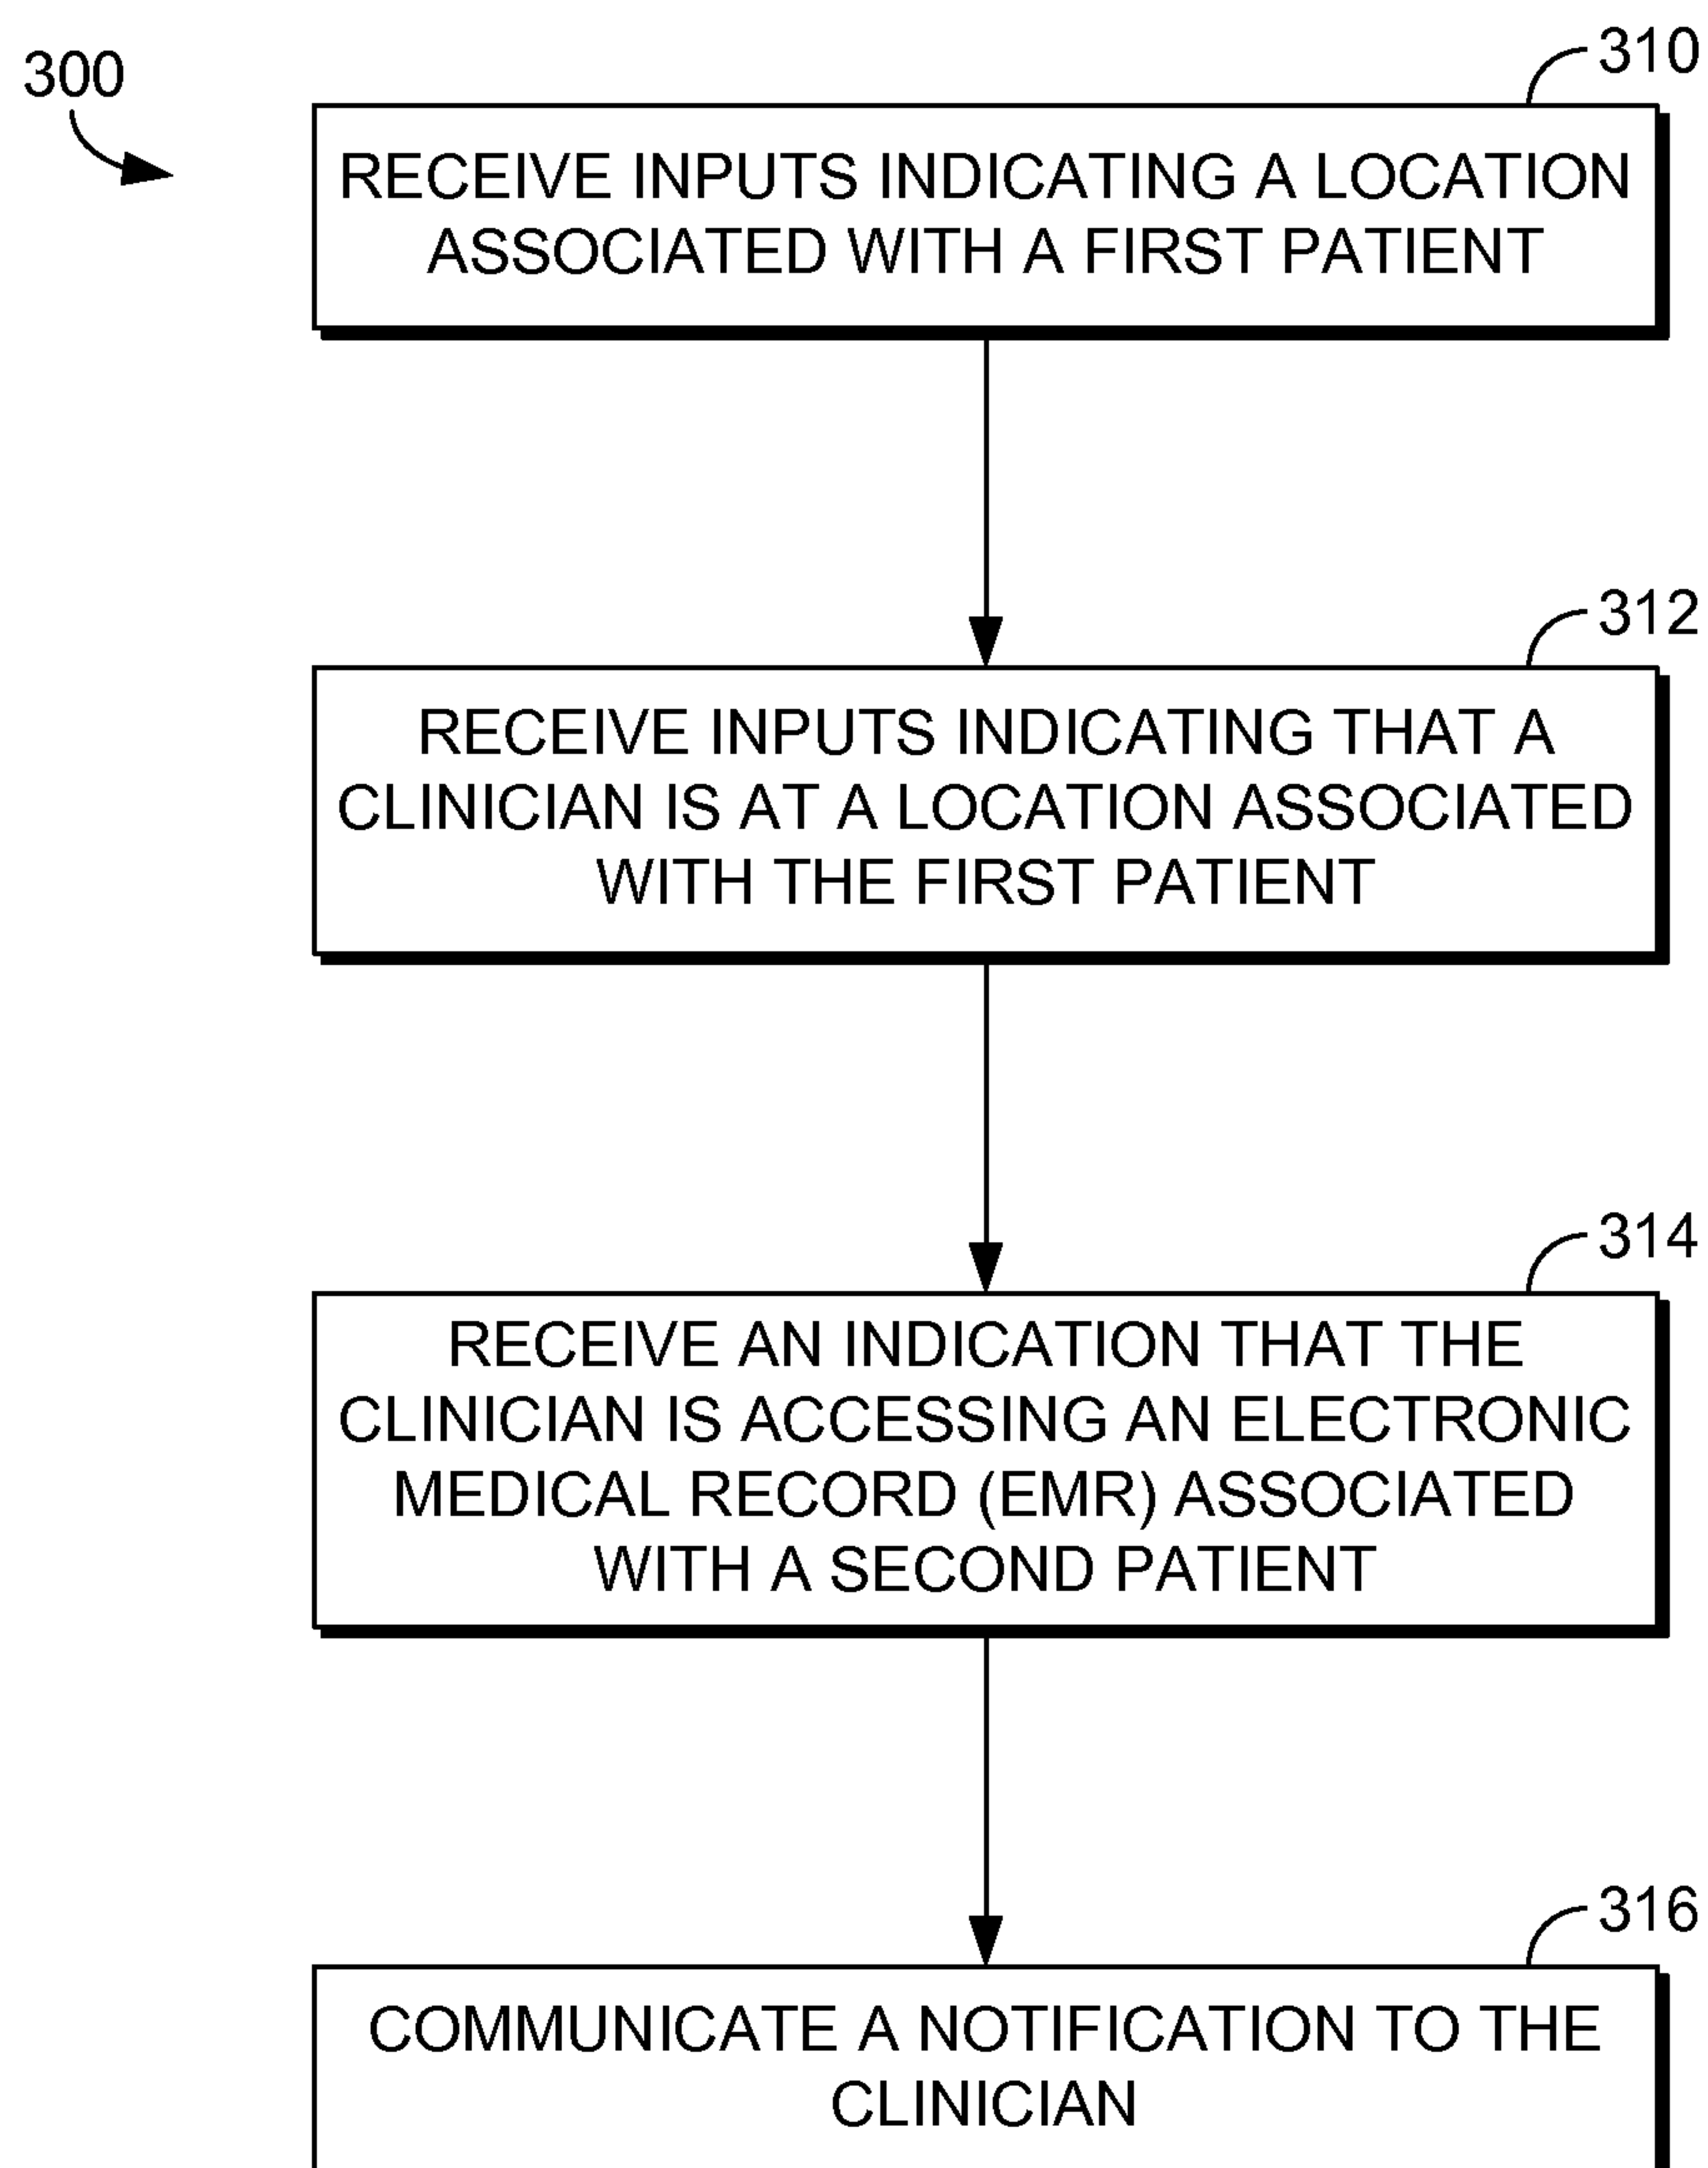 300
310
RECEIVE INPUTS INDICATING A LOCATION
ASSOCIATED WITH A FIRST PATIENT
312
RECEIVE INPUTS INDICATING THAT A
CLINICIAN IS AT A LOCATION ASSOCIATED
WITH THE FIRST PATIENT
314
RECEIVE AN INDICATION THAT THE
CLINICIAN IS ACCESSING AN ELECTRONIC
MEDICAL RECORD (EMR) ASSOCIATED
WITH A SECOND PATIENT
316
COMMUNICATE A NOTIFICATION TO THE
CLINICIAN